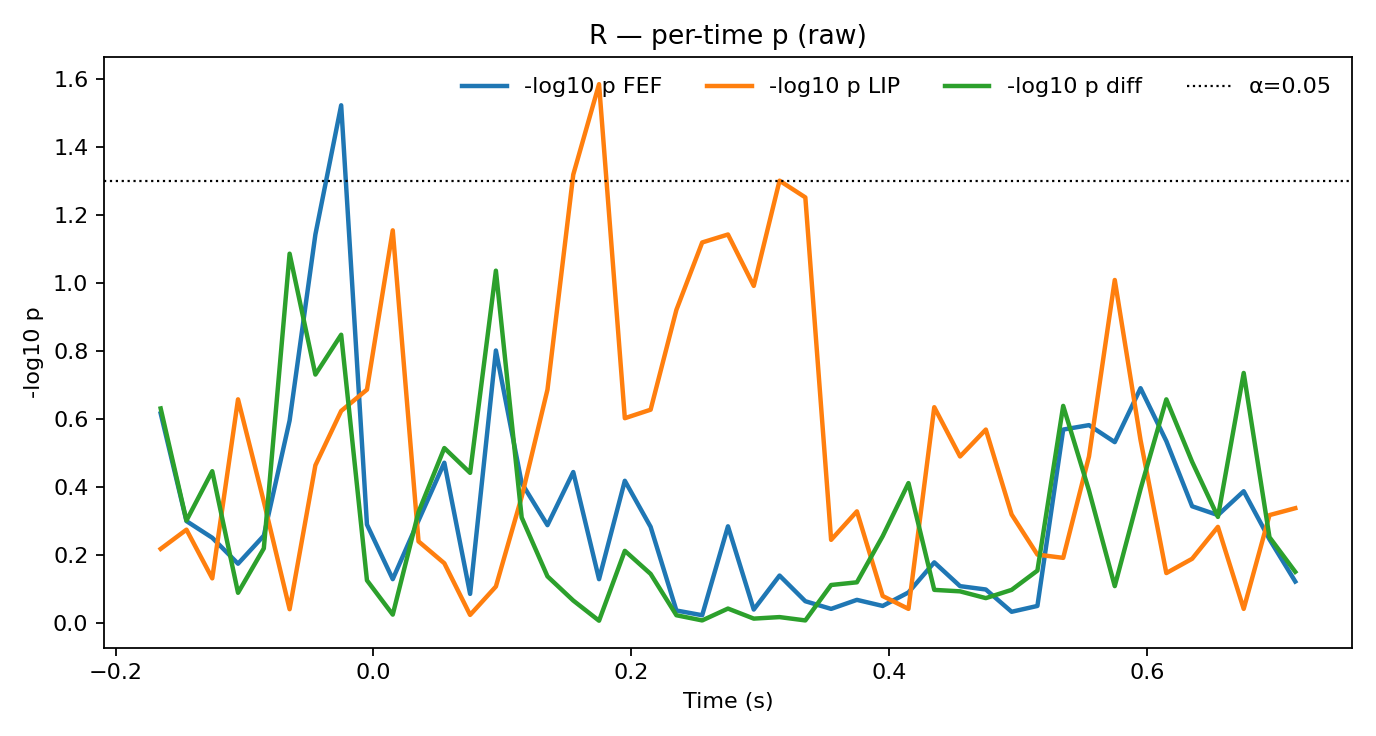 R — per-time p (raw)
-log10 p FEF
-log10 p LIP
-log10 p diff
α=0.05
1.6
1.4
1.2
1.0
0.8
0.6
0.4
0.2
0.0
-log10 p
−0.2
0.0
0.2
0.4
0.6
Time (s)